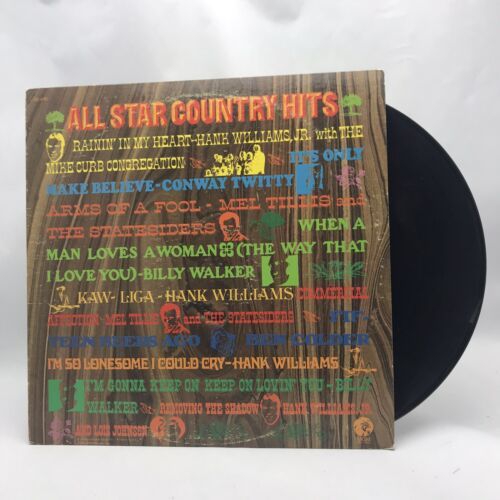 ALL STAR COUNTRY HITS
RAININ' IN MY HEART-HANK WILLIAMS, JR. with THE
MIKE CURB CONGREGATION IT'S ONLY
MAKE BELIEVE-CONWAY TWITTY
ARMS OF A FOOL - MEL TILLIS and
THE STATESIDERS WHEN A
MAN LOVES A WOMAN (THE WAY THAT
I LOVE YOU)-BILLY WALKER
KAW-LIGA-HANK WILLIAMS COMMERCIAL
AFFECTION-MEL TILLIS and THE STATESIDERS FIF-
TEEN BEERS AGO BEN COLDER
I'M SO LONESOME I COULD CRY-HANK WILLIAMS
I'M GONNA KEEP ON KEEP ON LOVIN' YOU-BILLY
WALKER REMOVING THE SHADOW HANK WILLIAMS, JR.
AND LOIS JOHNSON
MGM